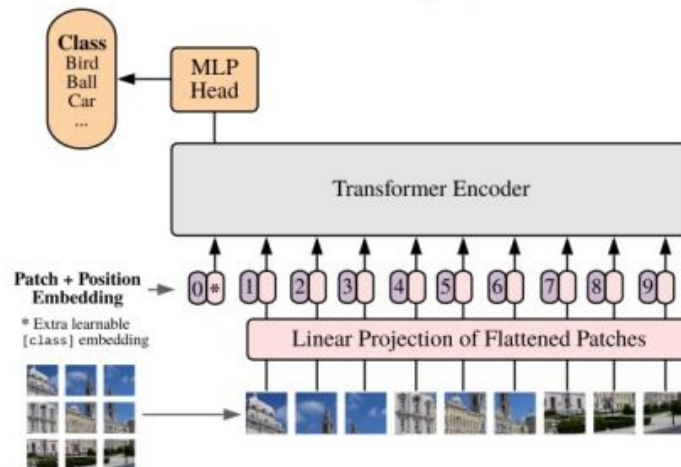 Class
Bird
Ball
Car
...
MLP
Head
Transformer Encoder
Patch + Position
Embedding
0 * 1 2 3 4 5 6 7 8 9
* Extra learnable
[class] embedding
Linear Projection of Flattened Patches